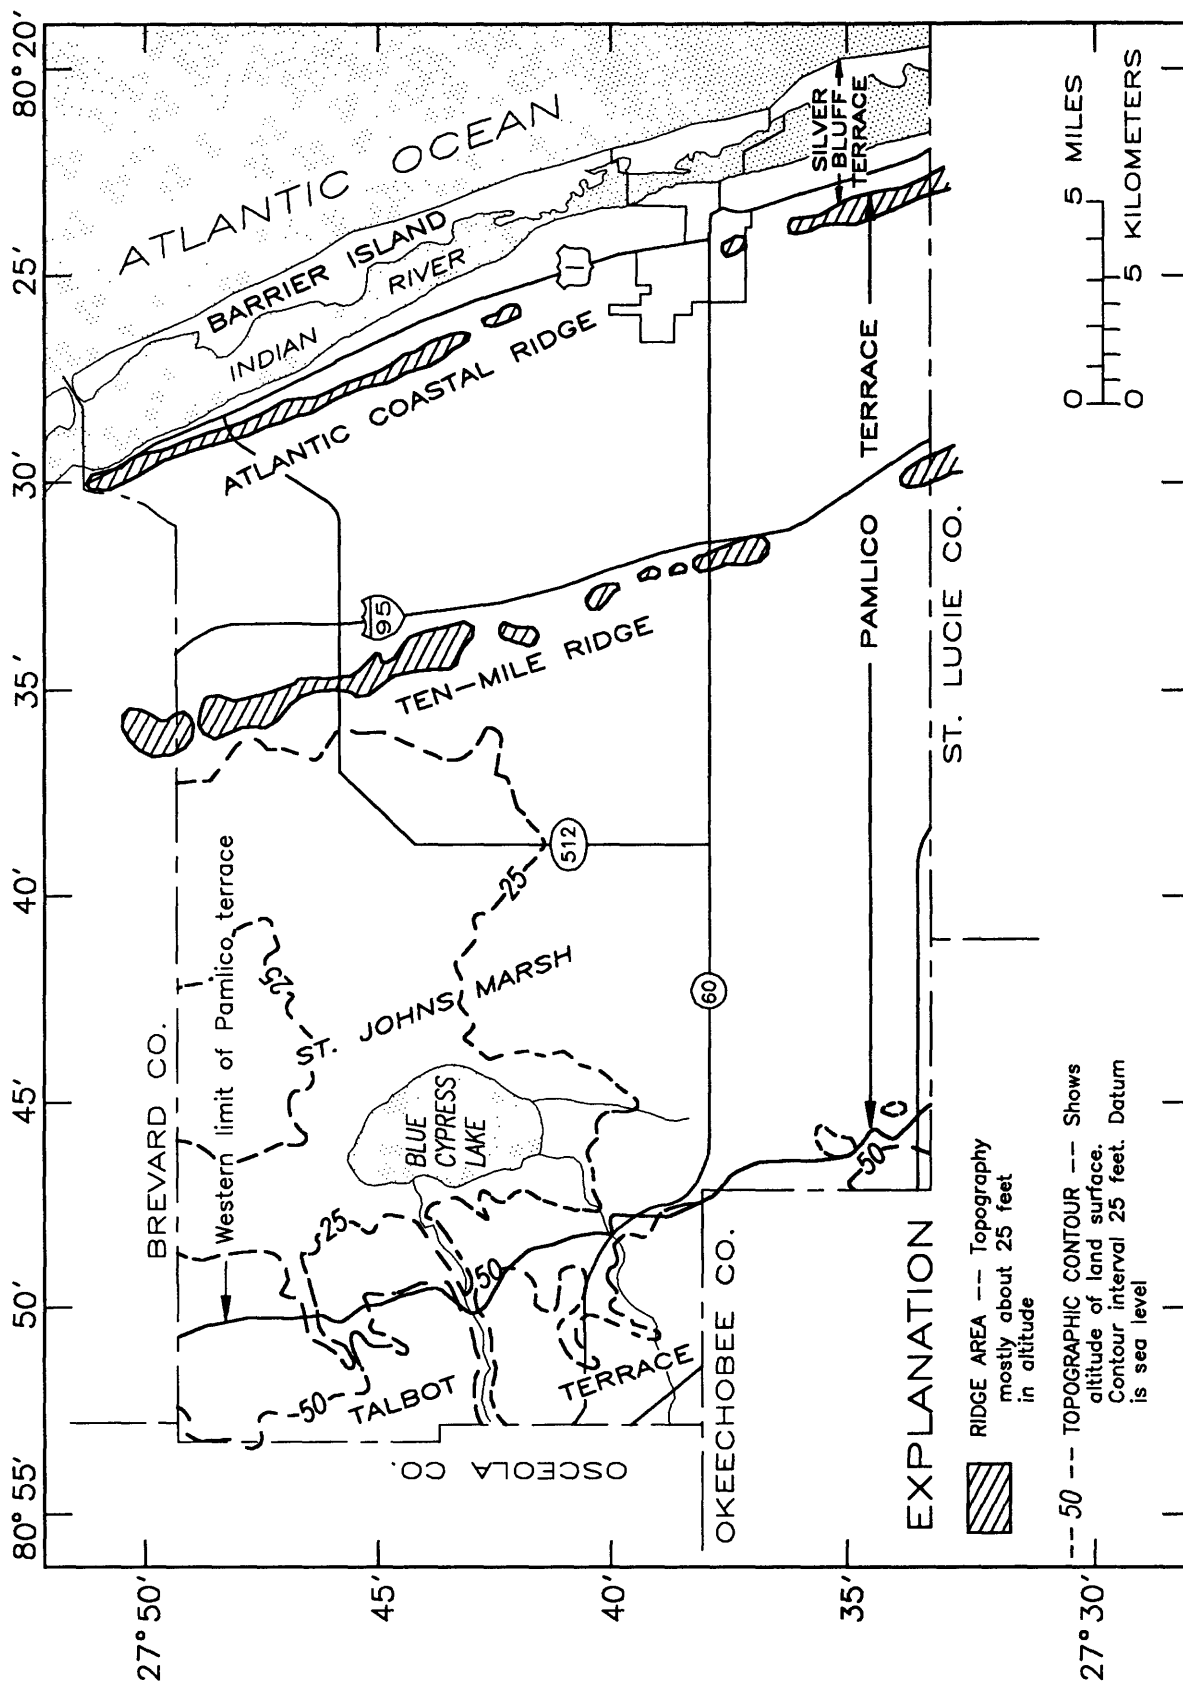 80° 55′
50′
45′
40′
35′
30′
25′
80° 20′
27° 50′
45′
40′
35′
27° 30′
BREVARD CO.
Western limit of Pamlico terrace
ATLANTIC OCEAN
BARRIER ISLAND
INDIAN
RIVER
ATLANTIC COASTAL RIDGE
1
95
TEN-MILE RIDGE
25
25
25
ST. JOHNS MARSH
512
BLUE
CYPRESS
LAKE
50
50
TALBOT
TERRACE
OSCEOLA CO.
OKEECHOBEE CO.
60
50
PAMLICO TERRACE
SILVER
BLUFF
TERRACE
ST. LUCIE CO.
EXPLANATION
RIDGE AREA -- Topography
mostly about 25 feet
in altitude
--50-- TOPOGRAPHIC CONTOUR -- Shows
altitude of land surface.
Contour interval 25 feet. Datum
is sea level
0 5 MILES
0 5 KILOMETERS